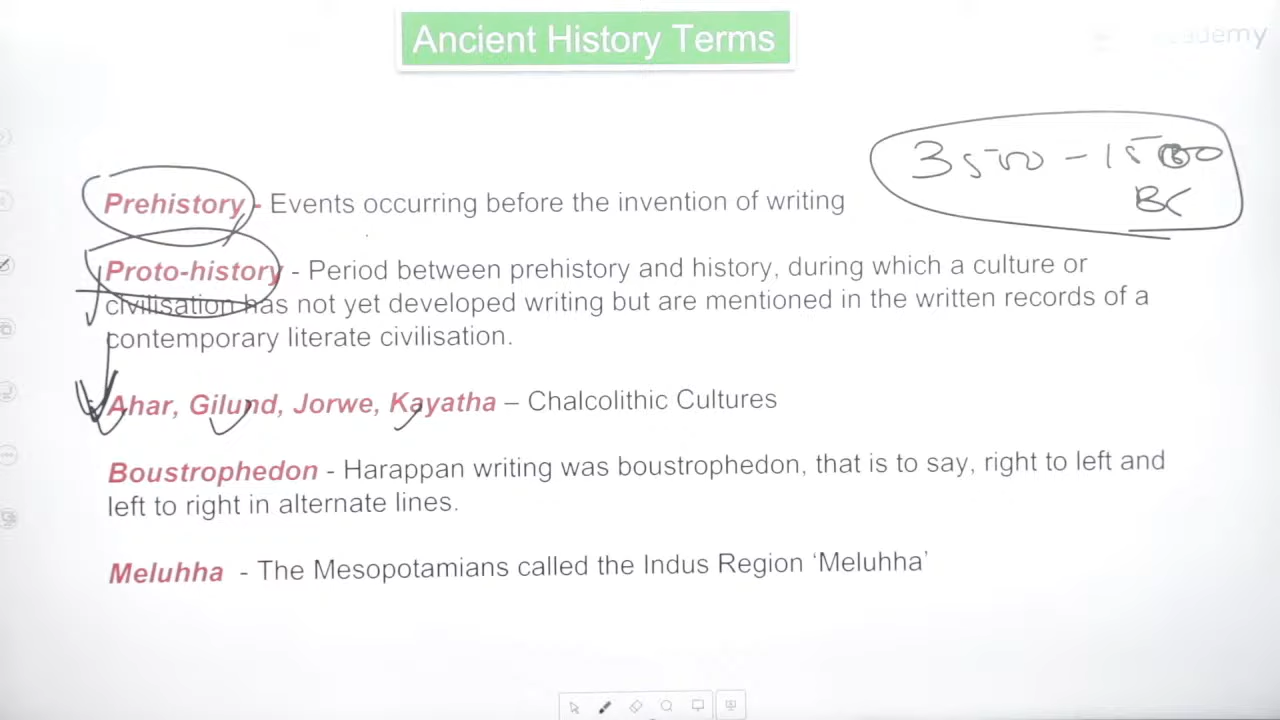 Ancient History Terms
3500 - 1500
BC
Prehistory - Events occurring before the invention of writing
Proto-history - Period between prehistory and history, during which a culture or
civilisation has not yet developed writing but are mentioned in the written records of a
contemporary literate civilisation.
Ahar, Gilund, Jorwe, Kayatha – Chalcolithic Cultures
Boustrophedon - Harappan writing was boustrophedon, that is to say, right to left and
left to right in alternate lines.
Meluhha - The Mesopotamians called the Indus Region ‘Meluhha’